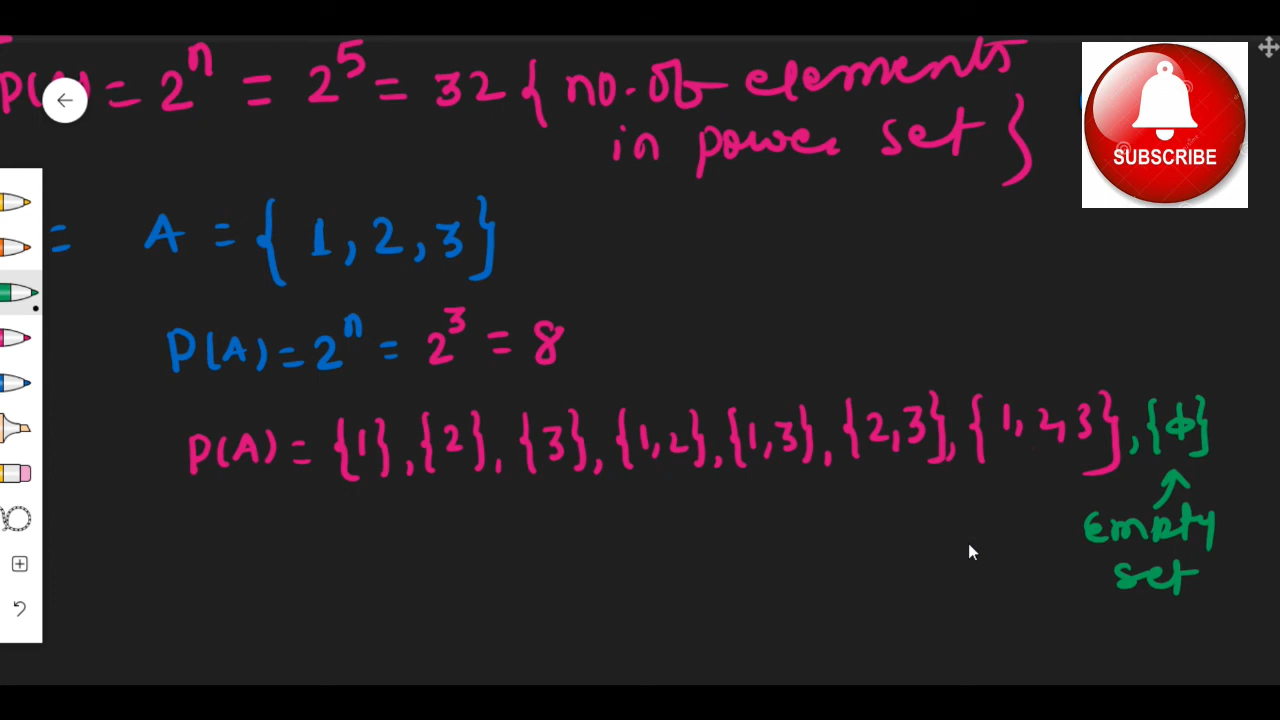 P(A) = 2^n = 2^5 = 32 { no. of elements
in power set }
SUBSCRIBE
= A = { 1, 2, 3 }
P(A) = 2^n = 2^3 = 8
P(A) = {1}, {2}, {3}, {1,2}, {1,3}, {2,3}, {1,2,3}, {ϕ}
Empty
set